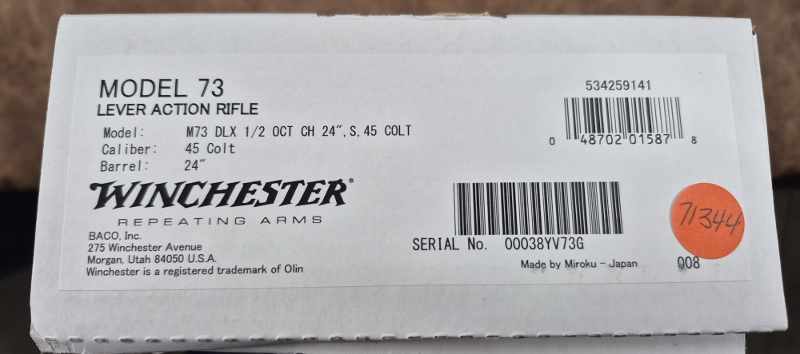 MODEL 73
LEVER ACTION RIFLE
Model: M73 DLX 1/2 OCT CH 24", S, 45 COLT
Caliber: 45 Colt
Barrel: 24"
WINCHESTER®
REPEATING ARMS
BACO, Inc.
275 Winchester Avenue
Morgan, Utah 84050 U.S.A.
Winchester is a registered trademark of Olin
534259141
0 48702 01587 8
SERIAL No. 00038YV73G
Made by Miroku - Japan
008
71344